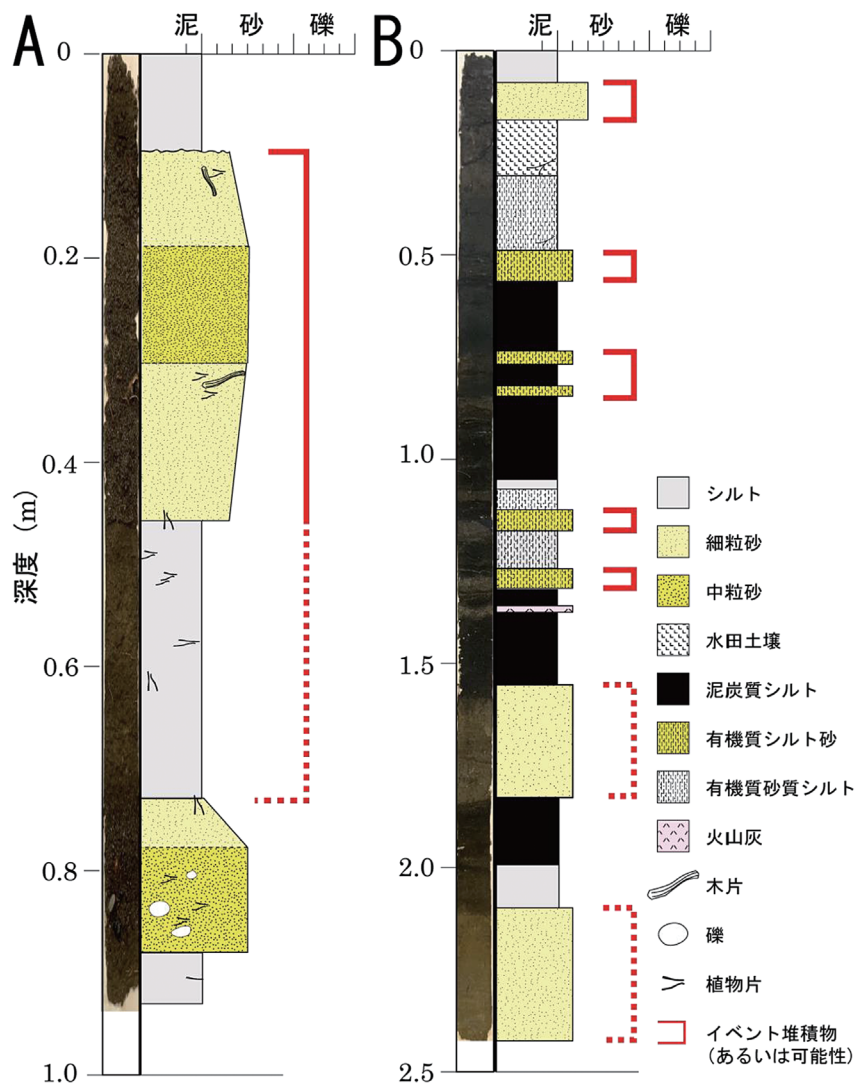 A
泥 砂 礫
0
0.2
0.4
0.6
0.8
1.0
深度（m）
B
泥 砂 礫
0
0.5
1.0
1.5
2.0
2.5
シルト
細粒砂
中粒砂
水田土壌
泥炭質シルト
有機質シルト砂
有機質砂質シルト
火山灰
木片
礫
植物片
イベント堆積物
（あるいは可能性）